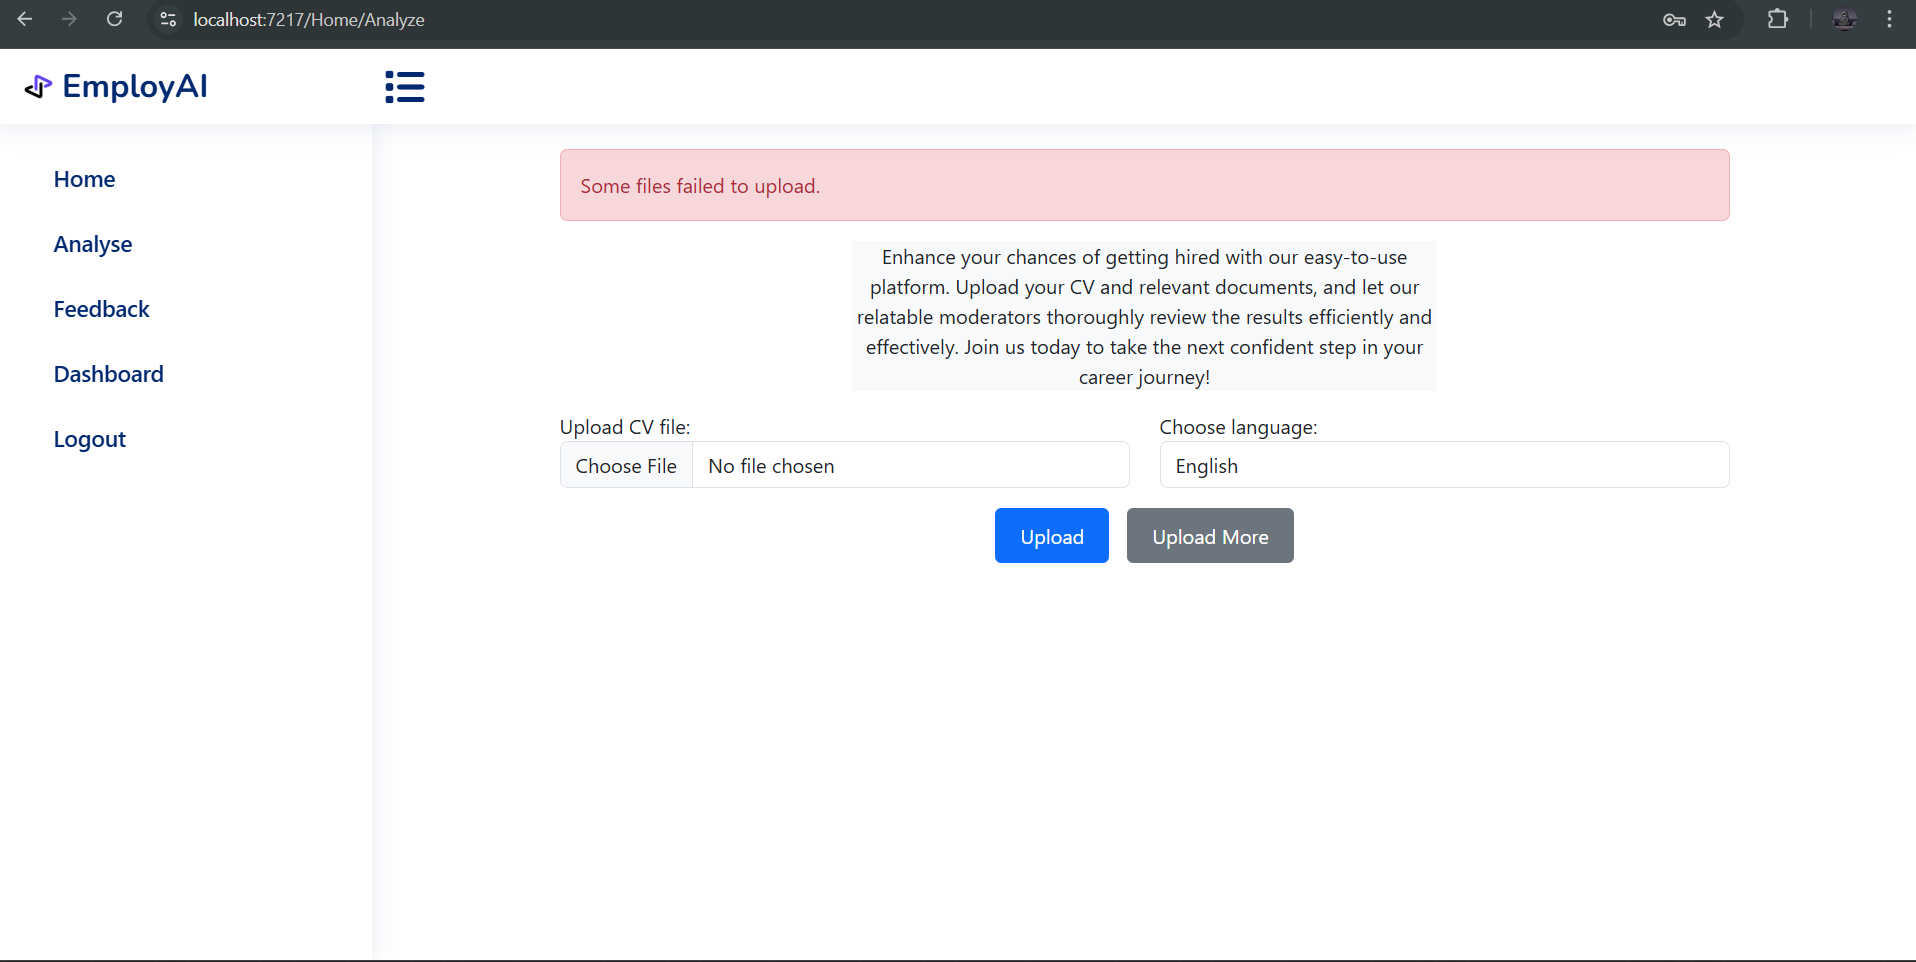 localhost:7217/Home/Analyze
EmployAI
Home
Analyse
Feedback
Dashboard
Logout
Some files failed to upload.
Enhance your chances of getting hired with our easy-to-use
platform. Upload your CV and relevant documents, and let our
relatable moderators thoroughly review the results efficiently and
effectively. Join us today to take the next confident step in your
career journey!
Upload CV file:
Choose File No file chosen
Choose language:
English
Upload
Upload More